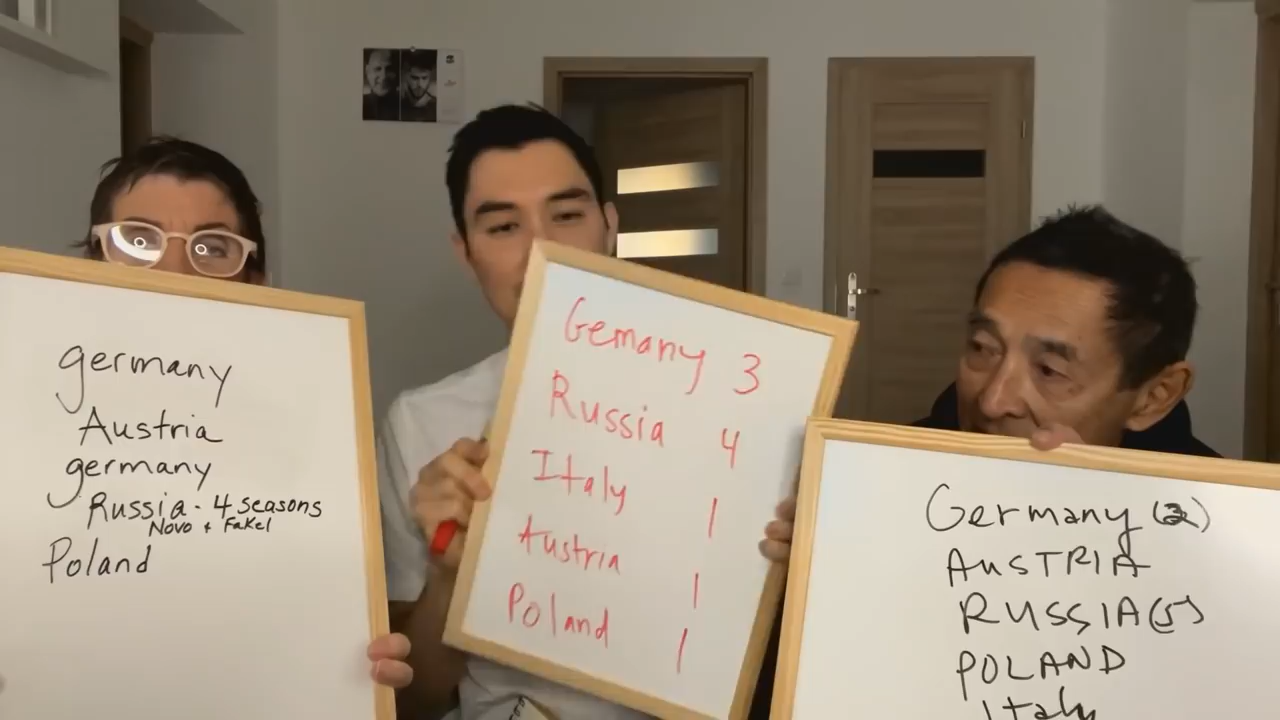 germany
Austria
germany
Russia - 4 seasons
Novo + Fakel
Poland
Gemany 3
Russia 4
Italy 1
Austria 1
Poland 1
Germany (2)
AUSTRIA
RUSSIA(5)
POLAND
Italy